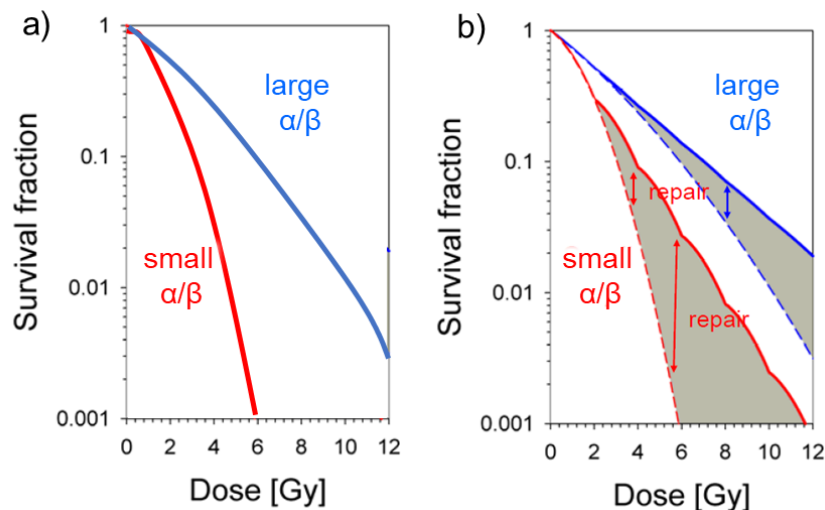 a)
1
0.1
0.01
0.001
Survival fraction
large
α/β
small
α/β
0 2 4 6 8 10 12
Dose [Gy]
b)
1
0.1
0.01
0.001
Survival fraction
large
α/β
repair
small
α/β
repair
0 2 4 6 8 10 12
Dose [Gy]